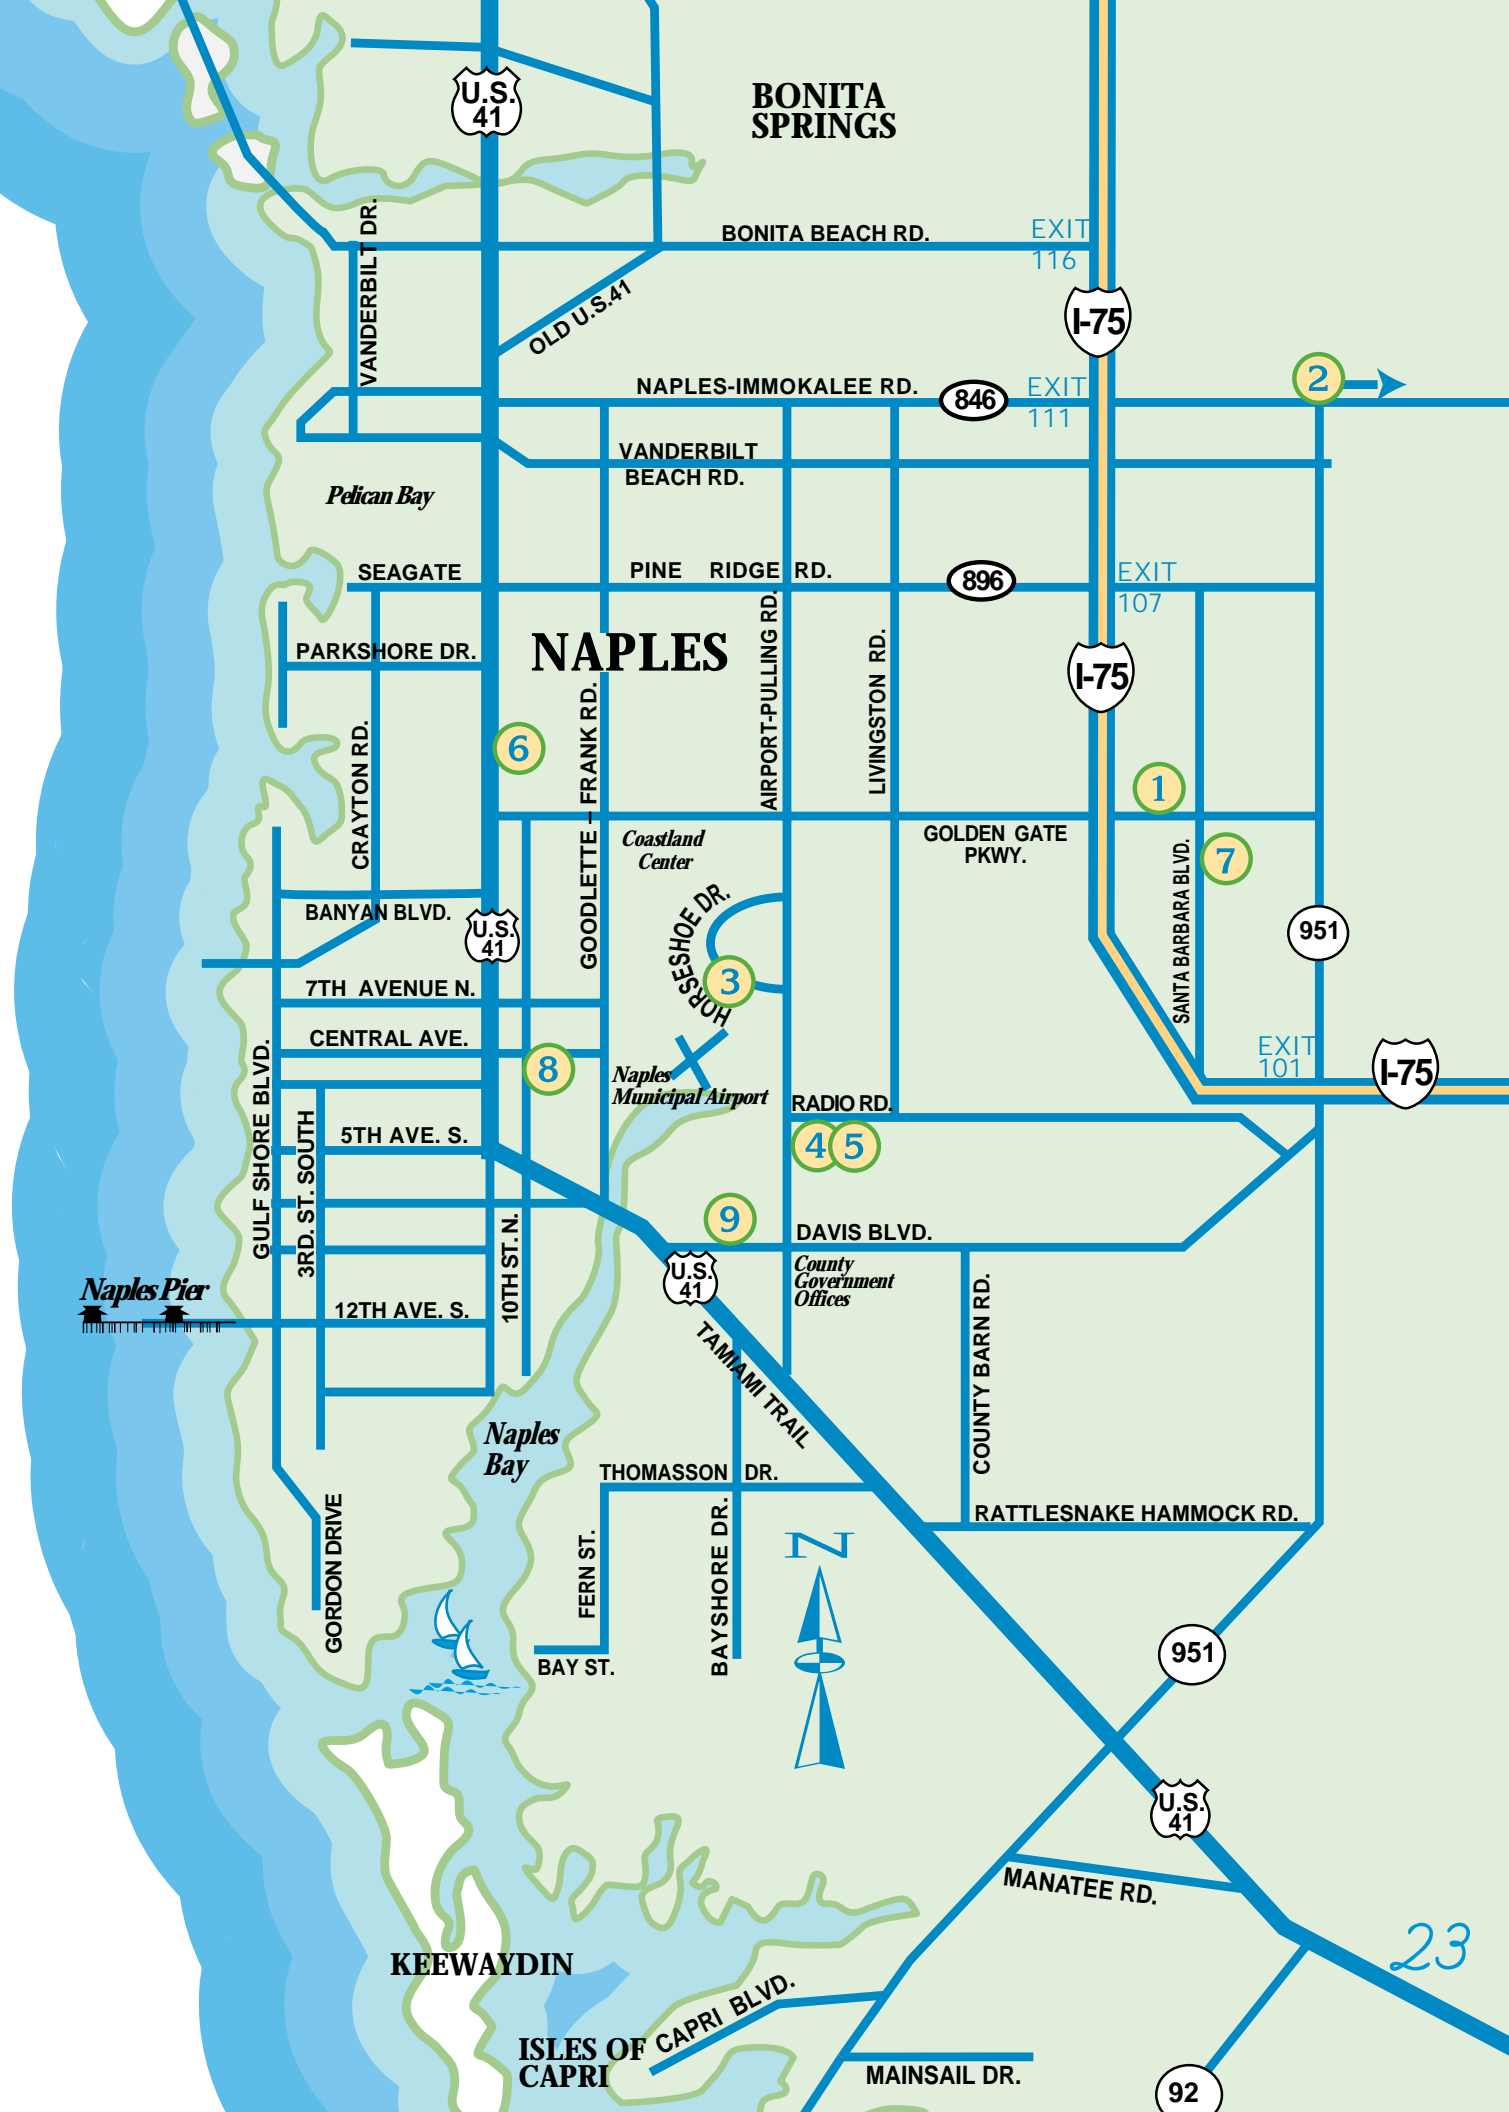 U.S.
41
BONITA
SPRINGS
VANDERBILT DR.
BONITA BEACH RD.
EXIT
116
OLD U.S.41
I-75
NAPLES-IMMOKALEE RD.
846
EXIT
111
2
VANDERBILT
BEACH RD.
Pelican Bay
SEAGATE
PINE RIDGE RD.
896
EXIT
107
PARKSHORE DR.
NAPLES
I-75
CRAYTON RD.
6
GOODLETTE – FRANK RD.
AIRPORT-PULLING RD.
LIVINGSTON RD.
1
Coastland
Center
GOLDEN GATE
PKWY.
SANTA BARBARA BLVD.
7
BANYAN BLVD.
U.S.
41
HORSESHOE DR.
951
3
7TH AVENUE N.
CENTRAL AVE.
8
Naples
Municipal Airport
EXIT
101
I-75
RADIO RD.
GULF SHORE BLVD.
3RD. ST. SOUTH
5TH AVE. S.
4
5
10TH ST. N.
9
DAVIS BLVD.
U.S.
41
County
Government
Offices
Naples Pier
12TH AVE. S.
TAMIAMI TRAIL
COUNTY BARN RD.
Naples
Bay
THOMASSON DR.
RATTLESNAKE HAMMOCK RD.
GORDON DRIVE
FERN ST.
BAYSHORE DR.
N
BAY ST.
951
U.S.
41
MANATEE RD.
23
KEEWAYDIN
CAPRI BLVD.
ISLES OF
CAPRI
MAINSAIL DR.
92